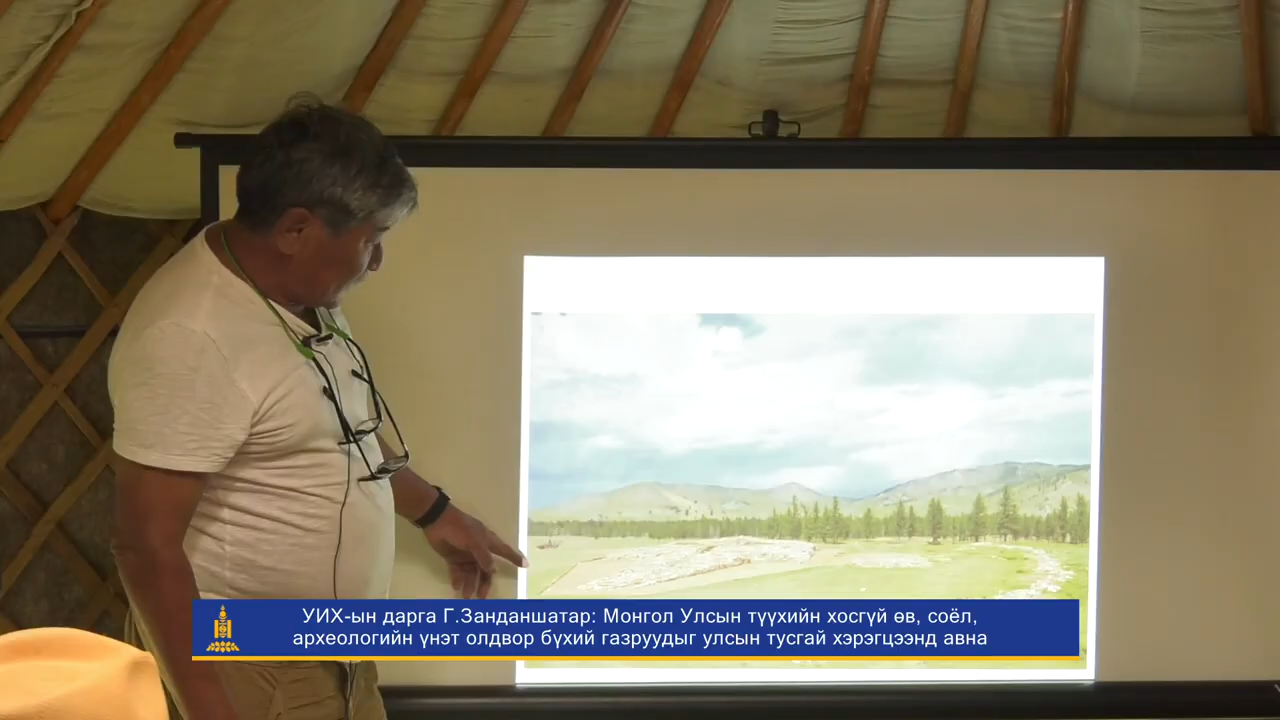 УИХ-ын дарга Г.Занданшатар: Монгол Улсын түүхийн хосгүй өв, соёл,
археологийн үнэт олдвор бүхий газруудыг улсын тусгай хэрэгцээнд авна